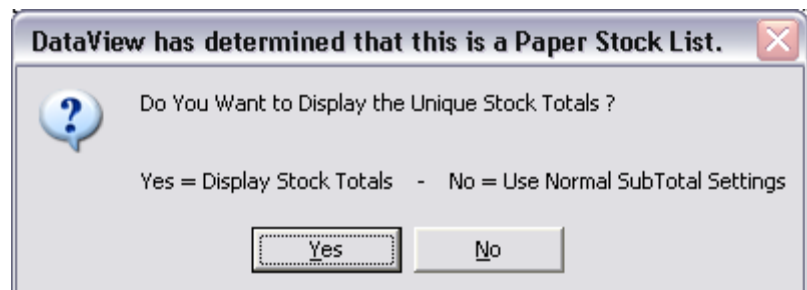 DataView has determined that this is a Paper Stock List.
Do You Want to Display the Unique Stock Totals ?
Yes = Display Stock Totals - No = Use Normal SubTotal Settings
Yes No